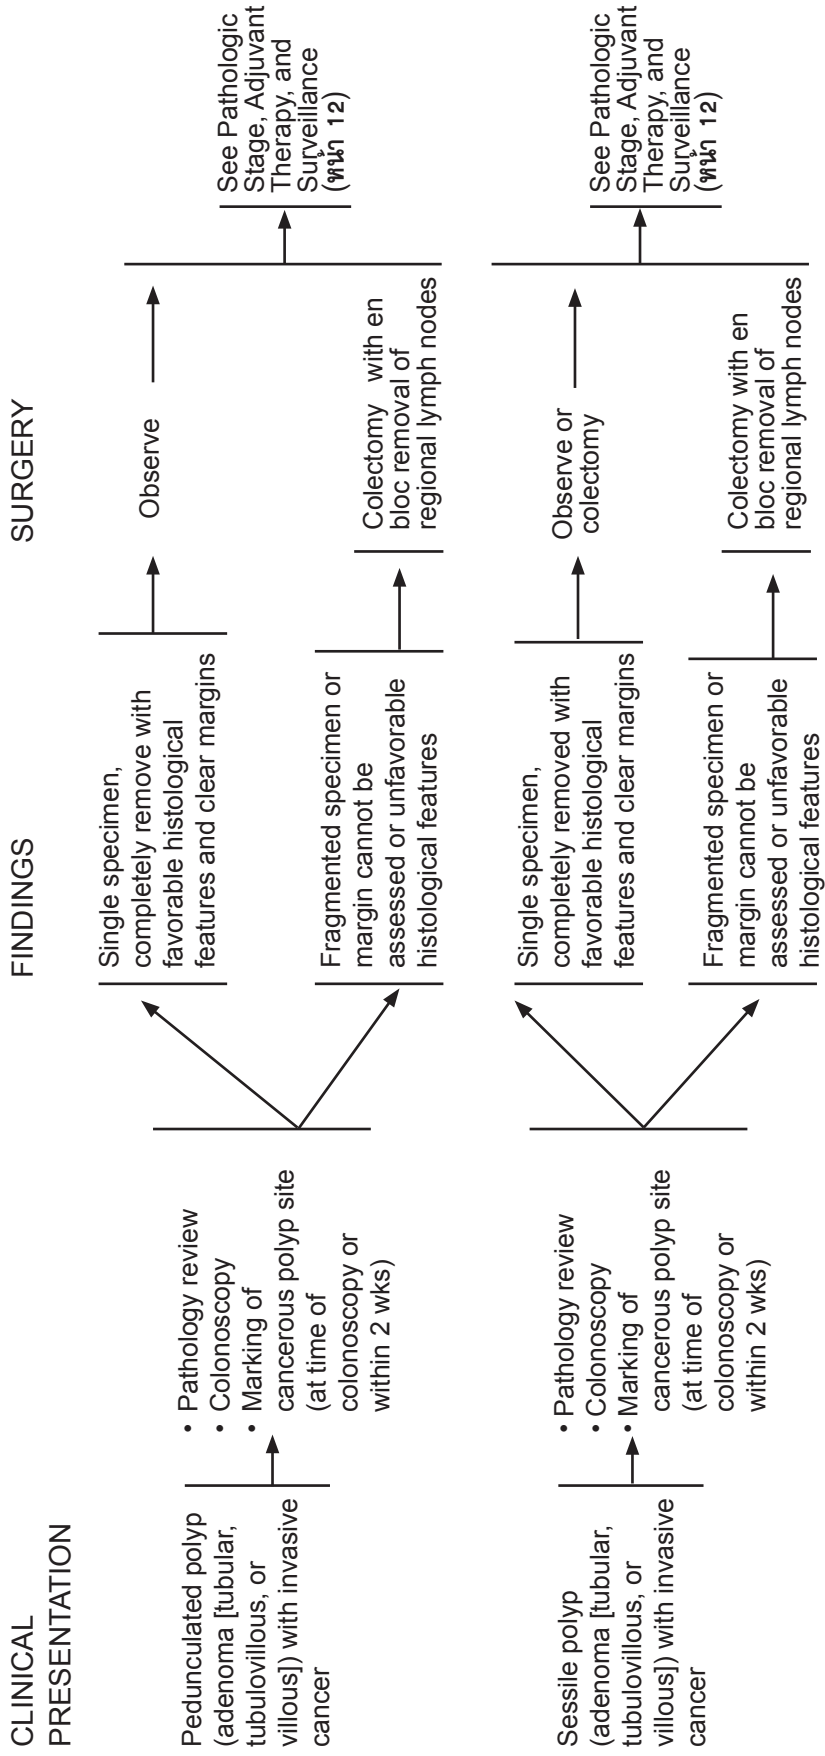 CLINICAL
PRESENTATION
FINDINGS
SURGERY
Pedunculated polyp
(adenoma [tubular,
tubulovillous, or
villous]) with invasive
cancer
• Pathology review
• Colonoscopy
• Marking of
cancerous polyp site
(at time of
colonoscopy or
within 2 wks)
Single specimen,
completely remove with
favorable histological
features and clear margins
Observe
Fragmented specimen or
margin cannot be
assessed or unfavorable
histological features
Colectomy with en
bloc removal of
regional lymph nodes
See Pathologic
Stage, Adjuvant
Therapy, and
Surveillance
(หน้า 12)
Sessile polyp
(adenoma [tubular,
tubulovillous, or
villous]) with invasive
cancer
• Pathology review
• Colonoscopy
• Marking of
cancerous polyp site
(at time of
colonoscopy or
within 2 wks)
Single specimen,
completely removed with
favorable histological
features and clear margins
Observe or
colectomy
Fragmented specimen or
margin cannot be
assessed or unfavorable
histological features
Colectomy with en
bloc removal of
regional lymph nodes
See Pathologic
Stage, Adjuvant
Therapy, and
Surveillance
(หน้า 12)